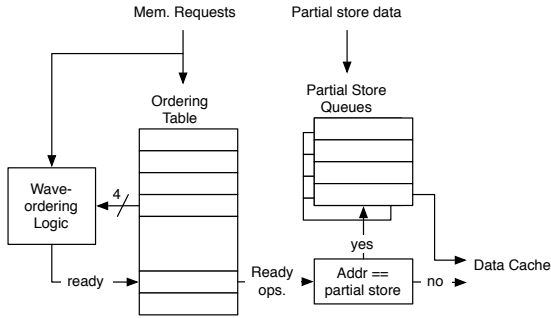 Mem. Requests
Partial store data
Ordering
Table
Partial Store
Queues
Wave-
ordering
Logic
4
yes
ready
Ready
ops.
Addr ==
partial store
no
Data Cache